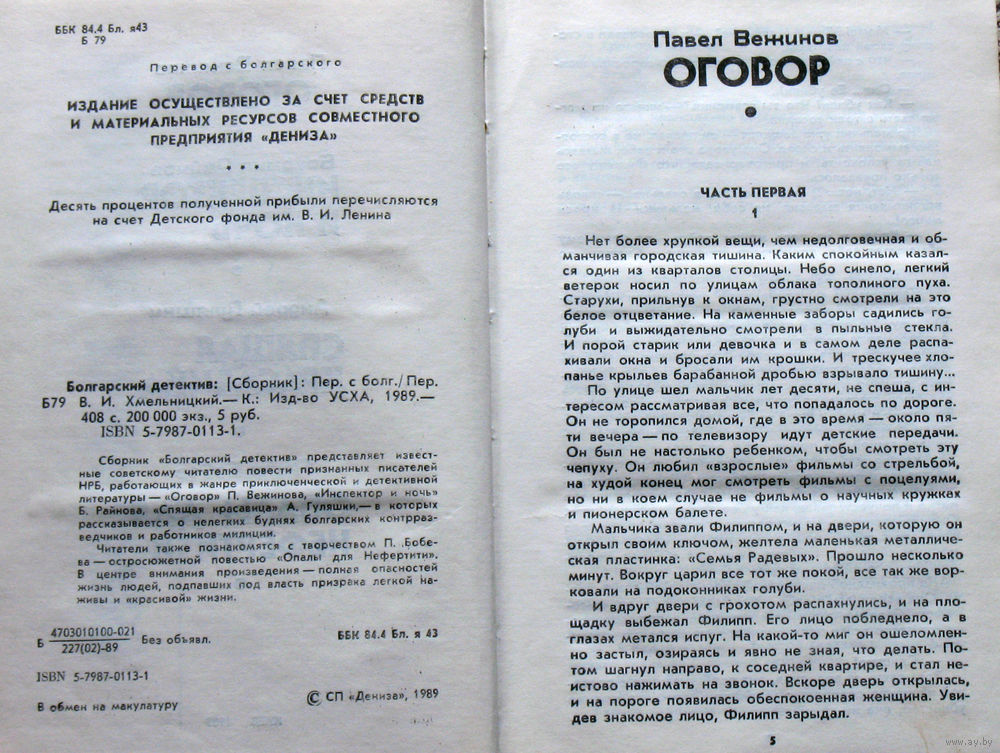 ББК 84.4 Бл. я43
Б 79
Перевод с болгарского
ИЗДАНИЕ ОСУЩЕСТВЛЕНО ЗА СЧЕТ СРЕДСТВ
И МАТЕРИАЛЬНЫХ РЕСУРСОВ СОВМЕСТНОГО
ПРЕДПРИЯТИЯ «ДЕНИЗА»
* * *
Десять процентов полученной прибыли перечисляются
на счет Детского фонда им. В. И. Ленина
Болгарский детектив: [Сборник]: Пер. с болг./Пер.
Б79 В. И. Хмельницкий.— К.: Изд-во УСХА, 1989.—
408 с. 200 000 экз., 5 руб.
ISBN 5-7987-0113-1.
Сборник «Болгарский детектив» представляет извест-
ные советскому читателю повести признанных писателей
НРБ, работающих в жанре приключенческой и детективной
литературы — «Оговор» П. Вежинова, «Инспектор и ночь»
Б. Райнова, «Спящая красавица» А. Гуляшки,— в которых
рассказывается о нелегких буднях болгарских контрраз-
ведчиков и работников милиции.
Читатели также познакомятся с творчеством П. Бобе-
ва — остросюжетной повестью «Опалы для Нефертити».
В центре внимания произведения — полная опасностей
жизнь людей, подпавших под власть призрака легкой на-
живы и «красивой» жизни.
Б 4703010100-021
227(02)-89 Без объявл.
ББК 84.4 Бл. я 43
ISBN 5-7987-0113-1
© СП «Дениза», 1989
В обмен на макулатуру
Павел Вежинов
ОГОВОР
●
ЧАСТЬ ПЕРВАЯ
1
Нет более хрупкой вещи, чем недолговечная и об-
манчивая городская тишина. Каким спокойным казал-
ся один из кварталов столицы. Небо синело, легкий
ветерок носил по улицам облака тополиного пуха.
Старухи, прильнув к окнам, грустно смотрели на это
белое отцветание. На каменные заборы садились го-
луби и выжидательно смотрели в пыльные стекла.
И порой старик или девочка и в самом деле распа-
хивали окна и бросали им крошки. И трескучее хло-
панье крыльев барабанной дробью взрывало тишину...
По улице шел мальчик лет десяти, не спеша, с ин-
тересом рассматривая все, что попадалось по дороге.
Он не торопился домой, где в это время — около пя-
ти вечера — по телевизору идут детские передачи.
Он был не настолько ребенком, чтобы смотреть эту
чепуху. Он любил «взрослые» фильмы со стрельбой,
на худой конец мог смотреть фильмы с поцелуями,
но ни в коем случае не фильмы о научных кружках
и пионерском балете.
Мальчика звали Филиппом, и на двери, которую он
открыл своим ключом, желтела маленькая металличе-
ская пластинка: «Семья Радевых». Прошло несколько
минут. Вокруг царил все тот же покой, все так же вор-
ковали на подоконниках голуби.
И вдруг двери с грохотом распахнулись, и на пло-
щадку выбежал Филипп. Его лицо побледнело, а в
глазах метался испуг. На какой-то миг он ошеломлен-
но застыл, озираясь и явно не зная, что делать. По-
том шагнул направо, к соседней квартире, и стал не-
истово нажимать на звонок. Вскоре дверь открылась,
и на пороге появилась обеспокоенная женщина. Уви-
дев знакомое лицо, Филипп зарыдал.
5
www.ay.by